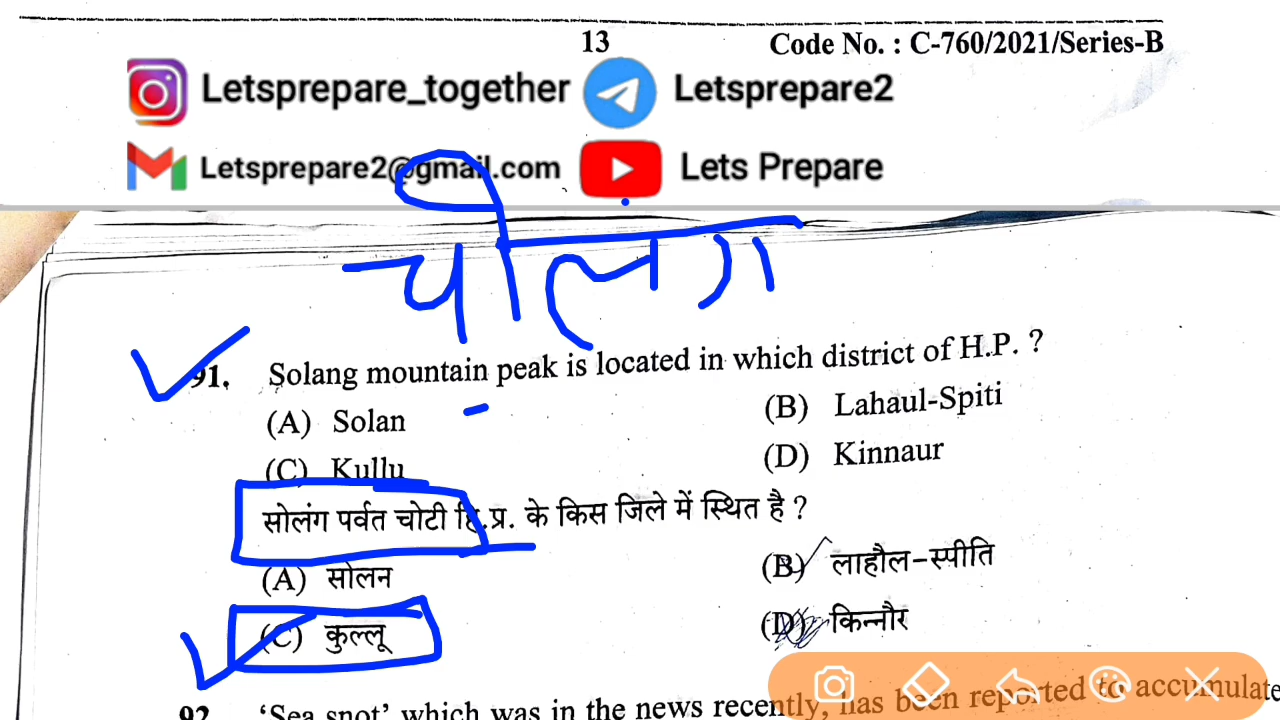 13 Code No. : C-760/2021/Series-B
Letsprepare_together Letsprepare2
Letsprepare2@gmail.com Lets Prepare
91. Solang mountain peak is located in which district of H.P. ?
(A) Solan (B) Lahaul-Spiti
(C) Kullu (D) Kinnaur
सोलंग पर्वत चोटी हि.प्र. के किस जिले में स्थित है ?
(A) सोलन (B) लाहौल-स्पीति
(C) कुल्लू (D) किन्नौर
92. 'Sea snot' which was in the news recently, has been reported to accumulate